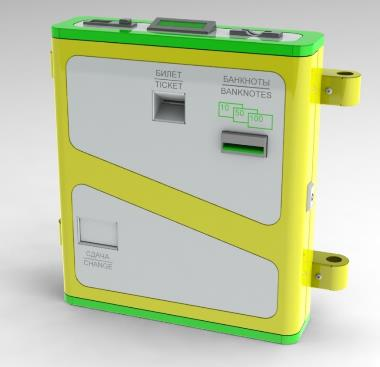 БИЛЕТ
TICKET
БАНКНОТЫ
BANKNOTES
10
50
100
СДАЧА
CHANGE